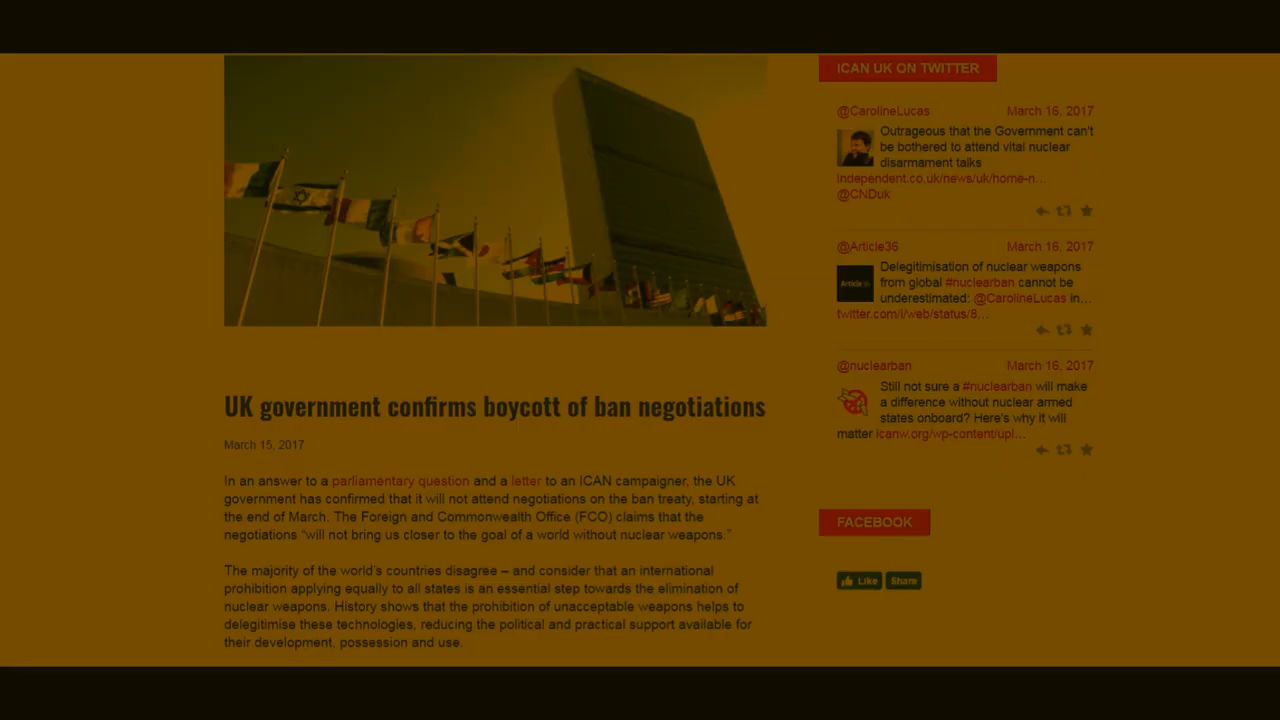 UK government confirms boycott of ban negotiations
March 15, 2017
In an answer to a parliamentary question and a letter to an ICAN campaigner, the UK
government has confirmed that it will not attend negotiations on the ban treaty, starting at
the end of March. The Foreign and Commonwealth Office (FCO) claims that the
negotiations “will not bring us closer to the goal of a world without nuclear weapons.”
The majority of the world’s countries disagree – and consider that an international
prohibition applying equally to all states is an essential step towards the elimination of
nuclear weapons. History shows that the prohibition of unacceptable weapons helps to
delegitimise these technologies, reducing the political and practical support available for
their development, possession and use.
ICAN UK ON TWITTER
@CarolineLucas March 16, 2017
Outrageous that the Government can't
be bothered to attend vital nuclear
disarmament talks
independent.co.uk/news/uk/home-n…
@CNDuk
@Article36 March 16, 2017
Article 36
Delegitimisation of nuclear weapons
from global #nuclearban cannot be
underestimated: @CarolineLucas in…
twitter.com/i/web/status/8…
@nuclearban March 16, 2017
Still not sure a #nuclearban will make
a difference without nuclear armed
states onboard? Here's why it will
matter icanw.org/wp-content/upl…
FACEBOOK
Like Share